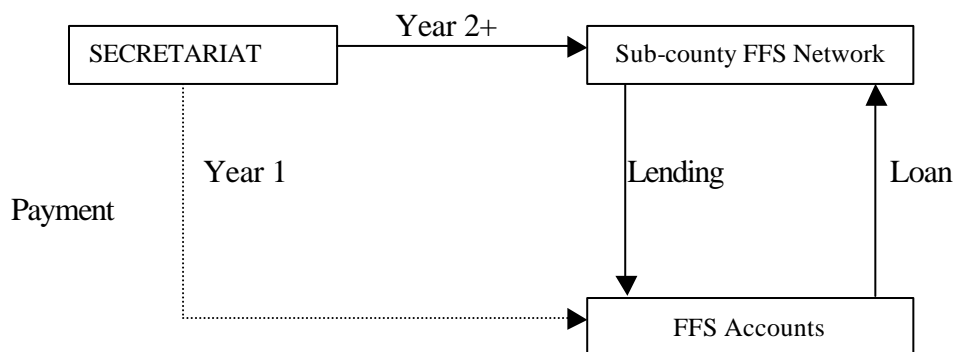 Year 2+
SECRETARIAT
Sub-county FFS Network
Year 1
Lending
Loan
Payment
FFS Accounts